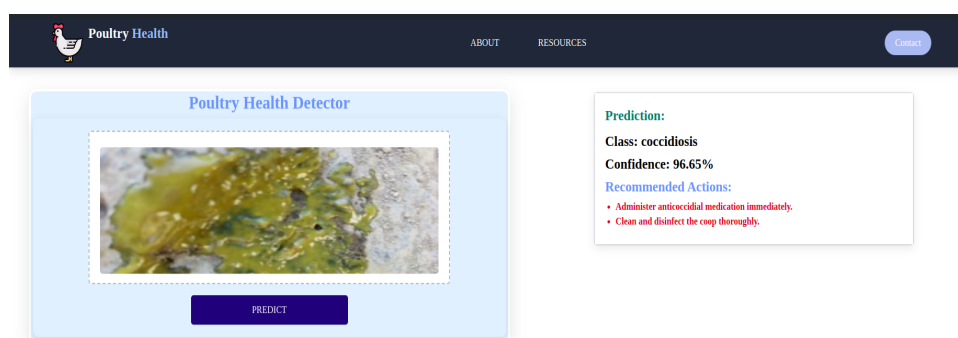 Poultry Health
ABOUT
RESOURCES
Contact
Poultry Health Detector
PREDICT
Prediction:
Class: coccidiosis
Confidence: 96.65%
Recommended Actions:
• Administer anticoccidial medication immediately.
• Clean and disinfect the coop thoroughly.